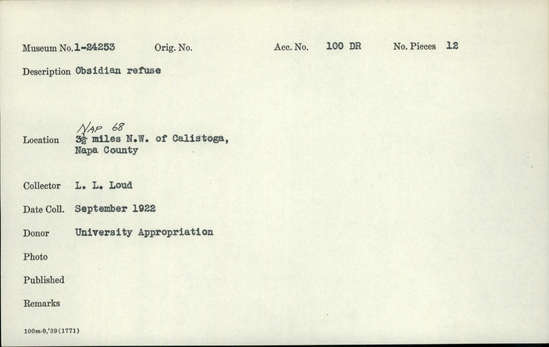 Museum No. 1-24253 Orig. No. Acc. No. 100 DR No. Pieces 12
Description Obsidian refuse
NAP 68
Location 3½ miles N.W. of Calistoga,
Napa County
Collector L. L. Loud
Date Coll. September 1922
Donor University Appropriation
Photo
Published
Remarks
100m-9,'39(1771)